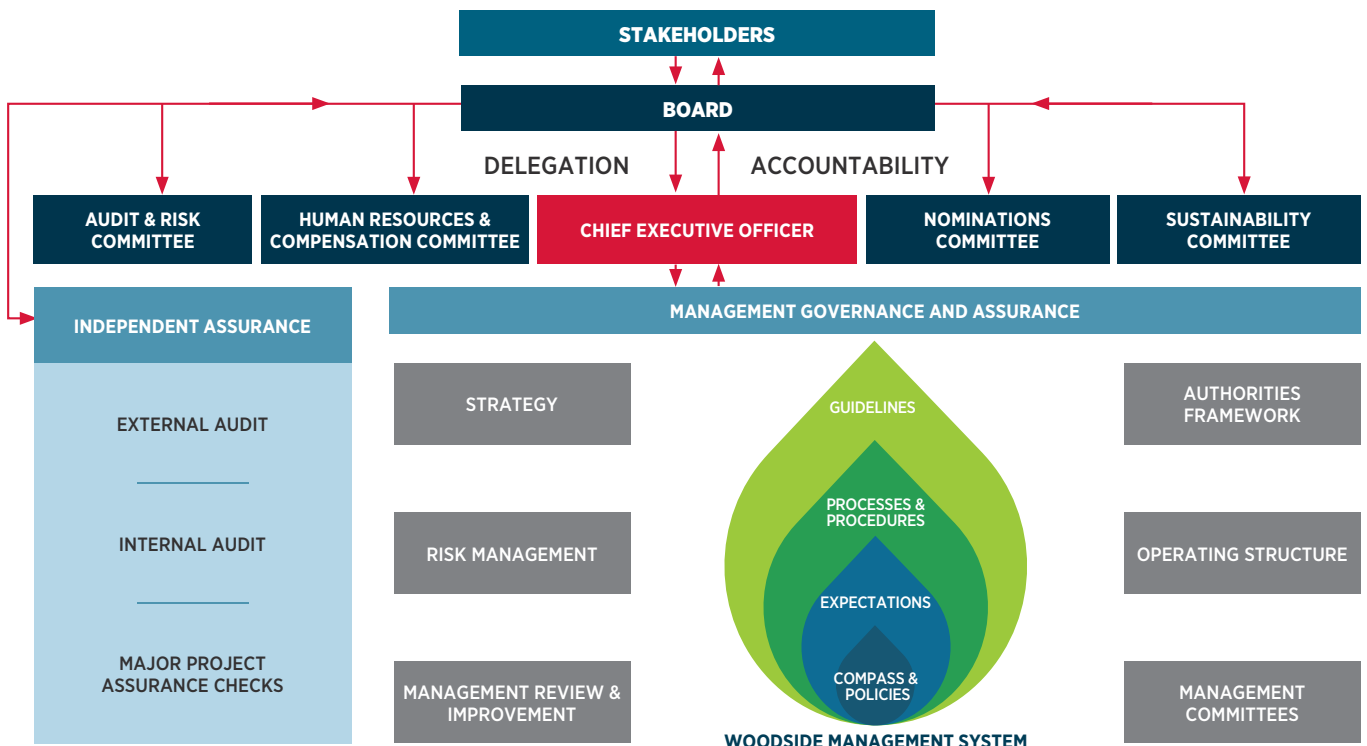 STAKEHOLDERS
BOARD
DELEGATION
ACCOUNTABILITY
AUDIT & RISK
COMMITTEE
HUMAN RESOURCES &
COMPENSATION COMMITTEE
CHIEF EXECUTIVE OFFICER
NOMINATIONS
COMMITTEE
SUSTAINABILITY
COMMITTEE
INDEPENDENT ASSURANCE
EXTERNAL AUDIT
INTERNAL AUDIT
MAJOR PROJECT
ASSURANCE CHECKS
MANAGEMENT GOVERNANCE AND ASSURANCE
STRATEGY
RISK MANAGEMENT
MANAGEMENT REVIEW &
IMPROVEMENT
GUIDELINES
PROCESSES &
PROCEDURES
EXPECTATIONS
COMPASS &
POLICIES
WOODSIDE MANAGEMENT SYSTEM
AUTHORITIES
FRAMEWORK
OPERATING STRUCTURE
MANAGEMENT
COMMITTEES